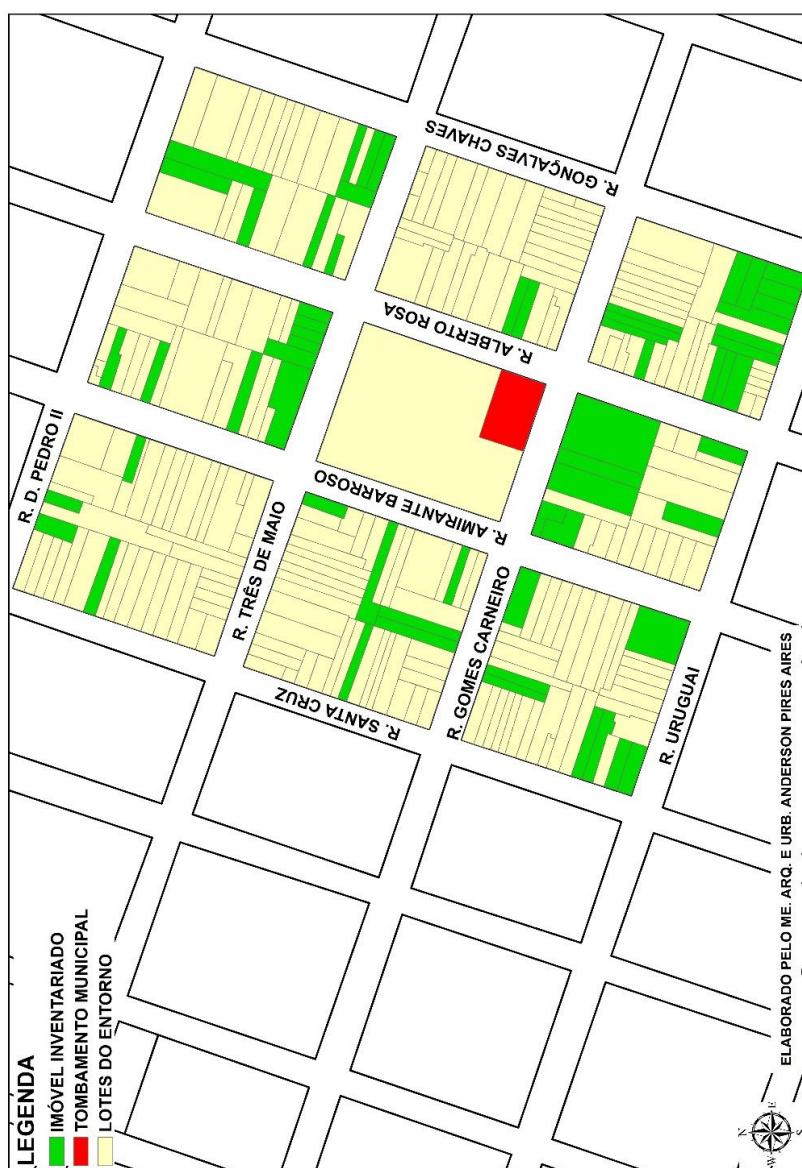 R. GONÇALVES CHAVES
R. ALBERTO ROSA
R. D. PEDRO II
R. AMIRANTE BARROSO
R. TRÊS DE MAIO
R. GOMES CARNEIRO
R. SANTA CRUZ
R. URUGUAI
LEGENDA
IMÓVEL INVENTARIADO
TOMBAMENTO MUNICIPAL
LOTES DO ENTORNO
ELABORADO PELO ME. ARQ. E URB. ANDERSON PIRES AIRES
N
W
E
S